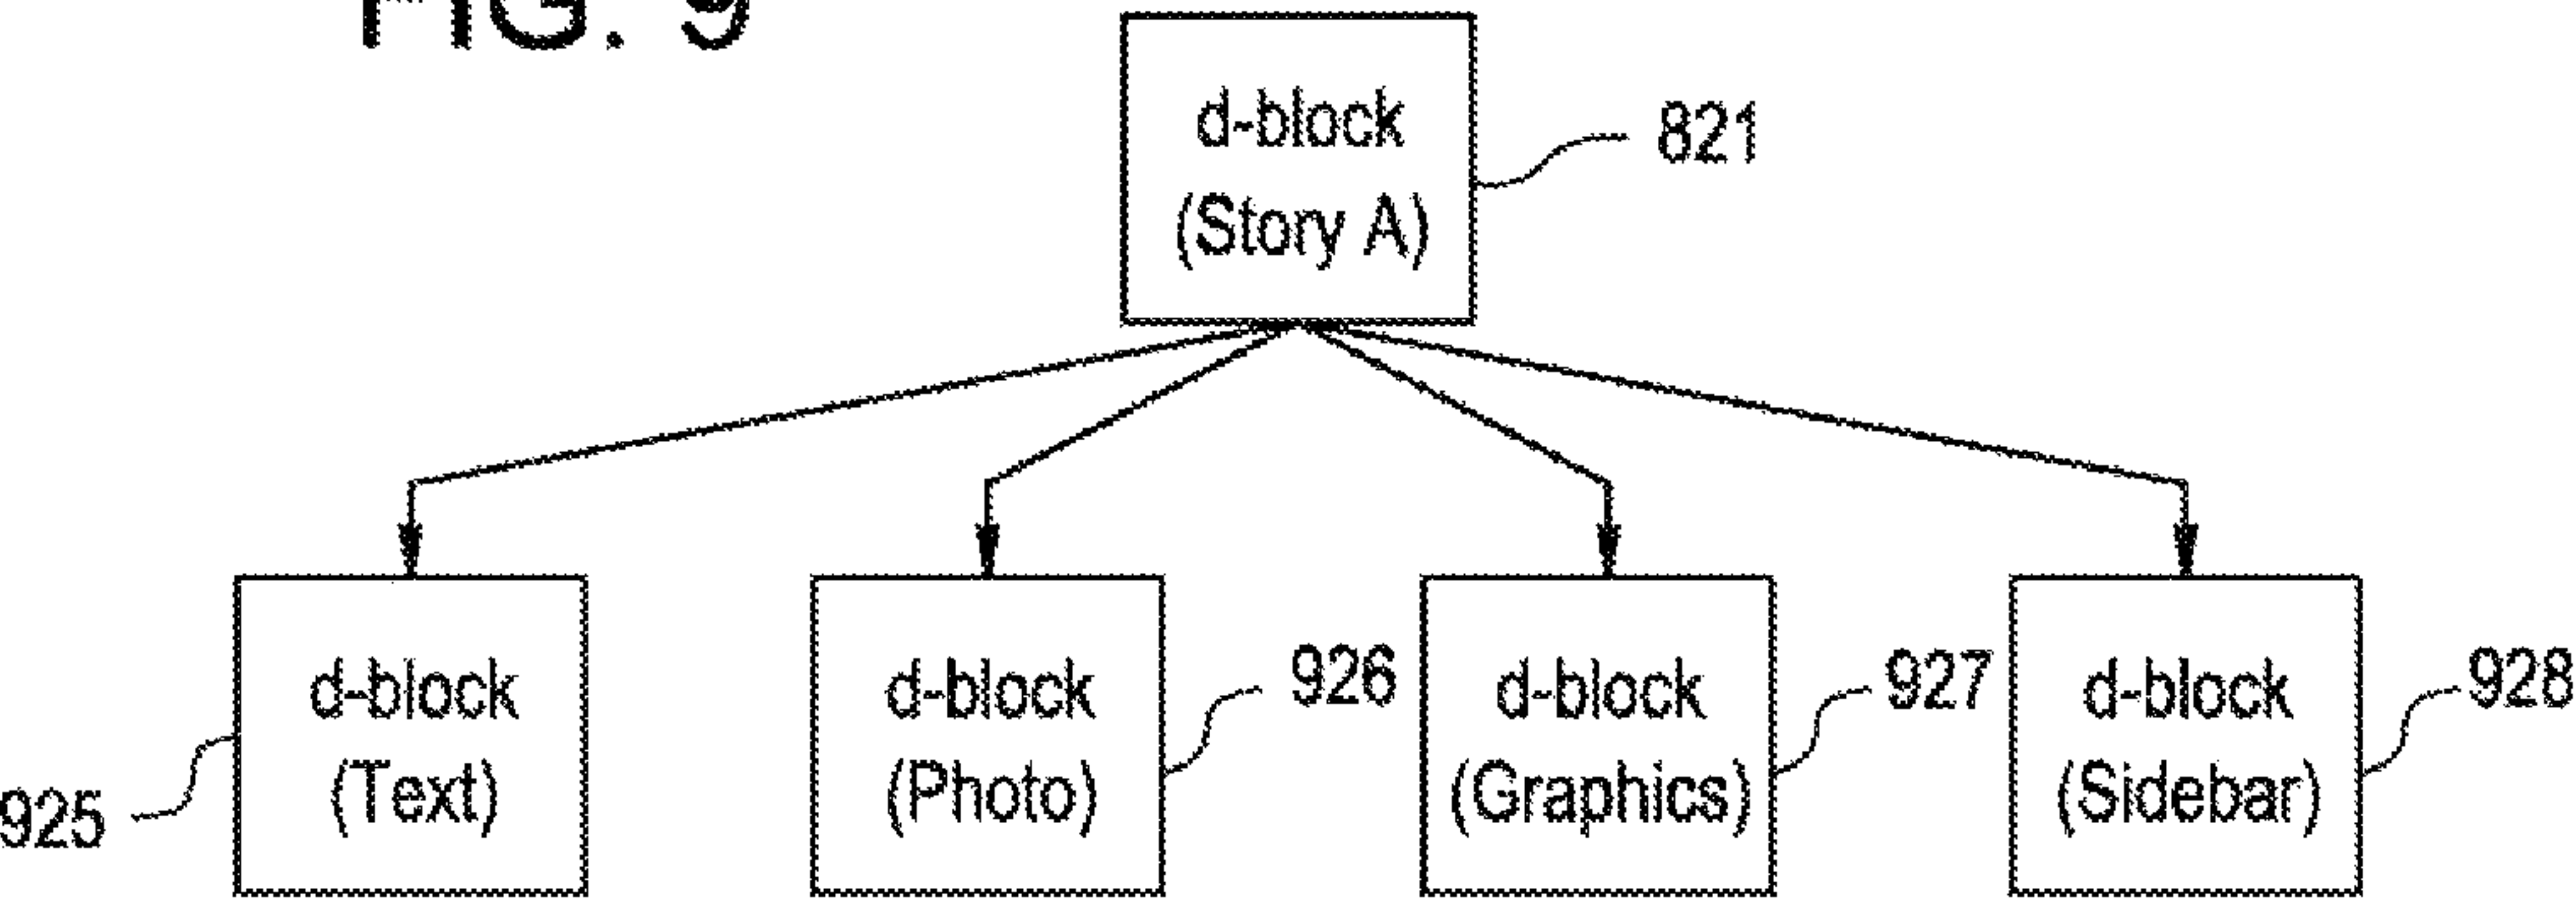 FIG. 9
d-block
(Story A)
821
d-block
(Text)
925
d-block
(Photo)
926
d-block
(Graphics)
927
d-block
(Sidebar)
928